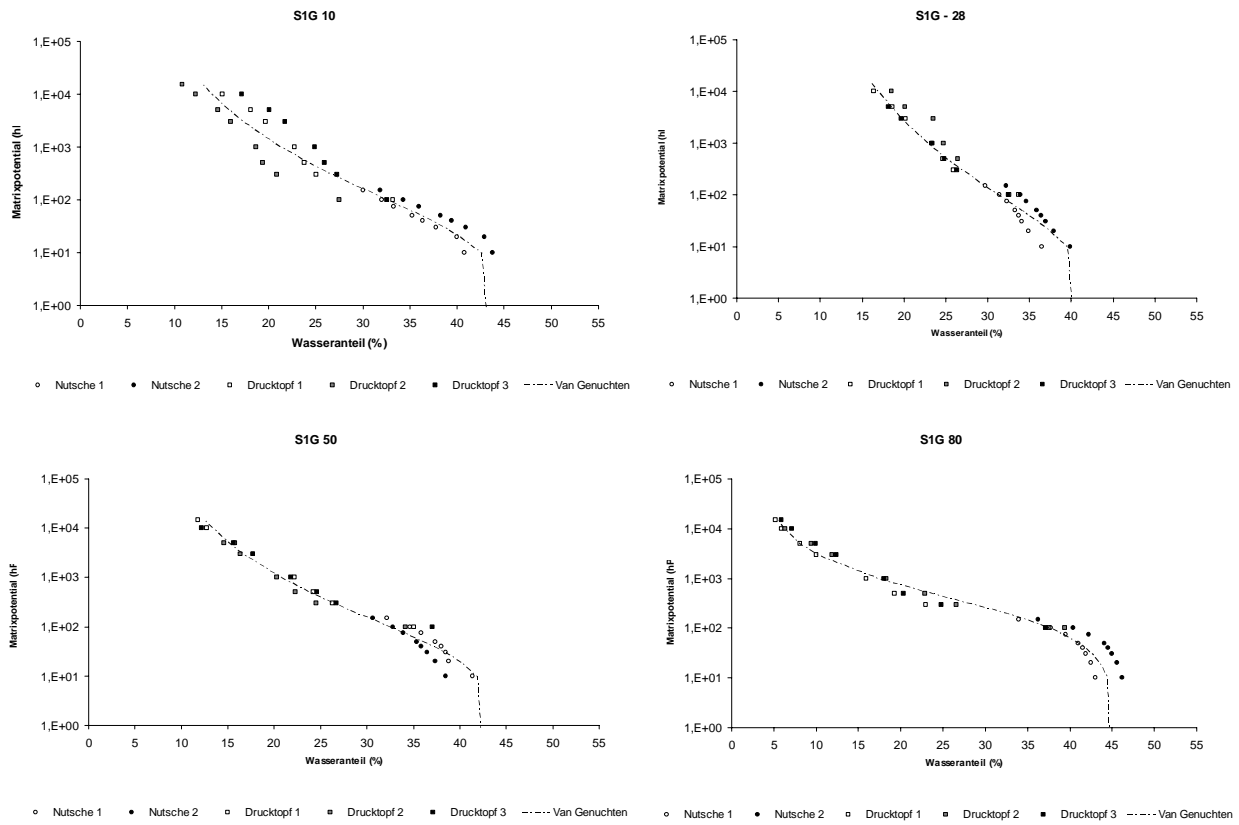 S1G 10
1,E+05
1,E+04
1,E+03
1,E+02
1,E+01
1,E+00
Matrixpotential (hl
0 5 10 15 20 25 30 35 40 45 50 55
Wasseranteil (%)
Nutsche 1 Nutsche 2 Drucktopf 1 Drucktopf 2 Drucktopf 3 Van Genuchten
S1G - 28
1,E+05
1,E+04
1,E+03
1,E+02
1,E+01
1,E+00
Matrixpotential (hl
0 5 10 15 20 25 30 35 40 45 50 55
Wasseranteil (%)
Nutsche 1 Nutsche 2 Drucktopf 1 Drucktopf 2 Drucktopf 3 Van Genuchten
S1G 50
1,E+05
1,E+04
1,E+03
1,E+02
1,E+01
1,E+00
Matrixpotential (hF
0 5 10 15 20 25 30 35 40 45 50 55
Wasseranteil (%)
Nutsche 1 Nutsche 2 Drucktopf 1 Drucktopf 2 Drucktopf 3 Van Genuchten
S1G 80
1,E+05
1,E+04
1,E+03
1,E+02
1,E+01
1,E+00
Matrixpotential (hF
0 5 10 15 20 25 30 35 40 45 50 55
Wasseranteil (%)
Nutsche 1 Nutsche 2 Drucktopf 1 Drucktopf 2 Drucktopf 3 Van Genuchten